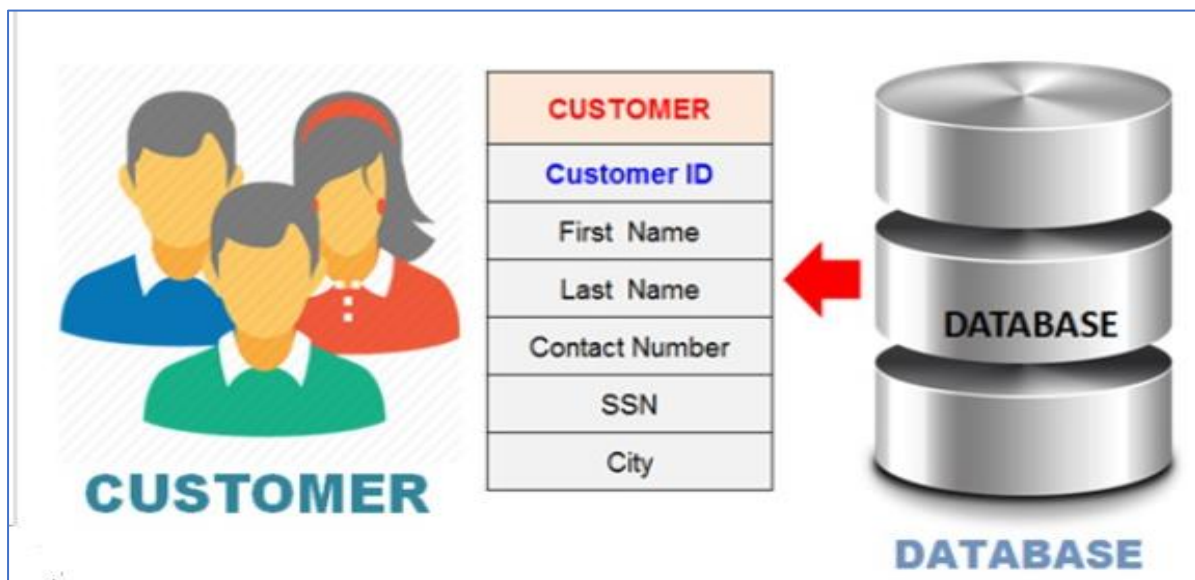 CUSTOMER
CUSTOMER
Customer ID
First Name
Last Name
Contact Number
SSN
City
DATABASE
DATABASE